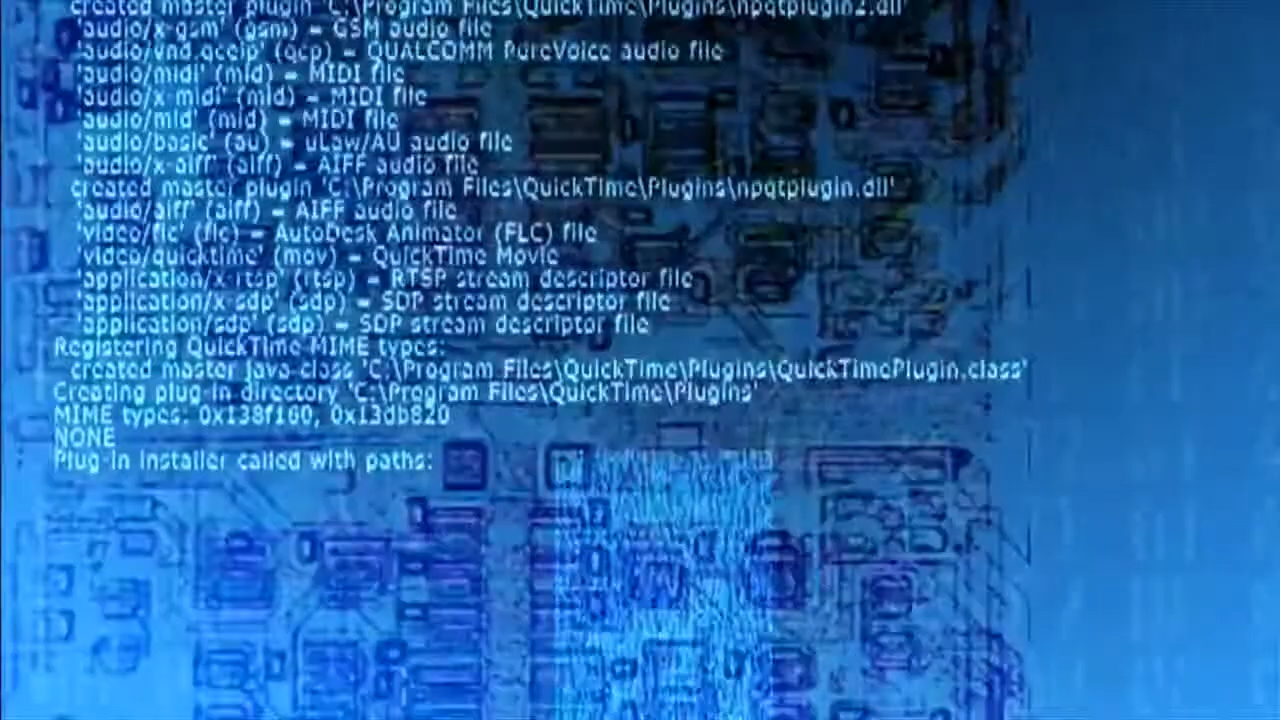 created master plugin 'C:\Program Files\QuickTime\Plugins\npqtplugin2.dll'
'audio/x-gsm' (gsm) = GSM audio file
'audio/vnd.qcelp' (qcp) = QUALCOMM PureVoice audio file
'audio/midi' (mid) = MIDI file
'audio/x-midi' (mid) = MIDI file
'audio/mid' (mid) = MIDI file
'audio/basic' (au) = uLaw/AU audio file
'audio/x-aiff' (aiff) = AIFF audio file
created master plugin 'C:\Program Files\QuickTime\Plugins\npqtplugin.dll'
'audio/aiff' (aiff) = AIFF audio file
'video/flc' (flc) = AutoDesk Animator (FLC) file
'video/quicktime' (mov) = QuickTime Movie
'application/x-rtsp' (rtsp) = RTSP stream descriptor file
'application/x-sdp' (sdp) = SDP stream descriptor file
'application/sdp' (sdp) = SDP stream descriptor file
Registering QuickTime MIME types:
created master java-class 'C:\Program Files\QuickTime\Plugins\QuickTimePlugin.class'
Creating plug-in directory 'C:\Program Files\QuickTime\Plugins'
MIME types: 0x138f160, 0x13db820
NONE
Plug-in installer called with paths: